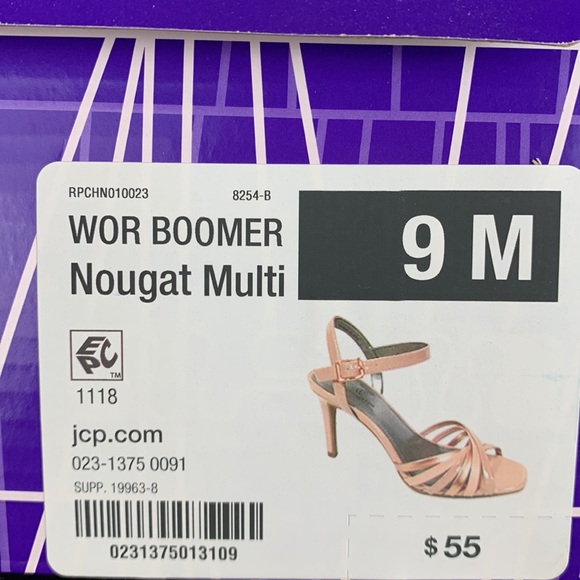 RPCHN010023 8254-B
WOR BOOMER
Nougat Multi
9 M
EPC
TM
1118
jcp.com
023-1375 0091
SUPP. 19963-8
0231375013109
$55